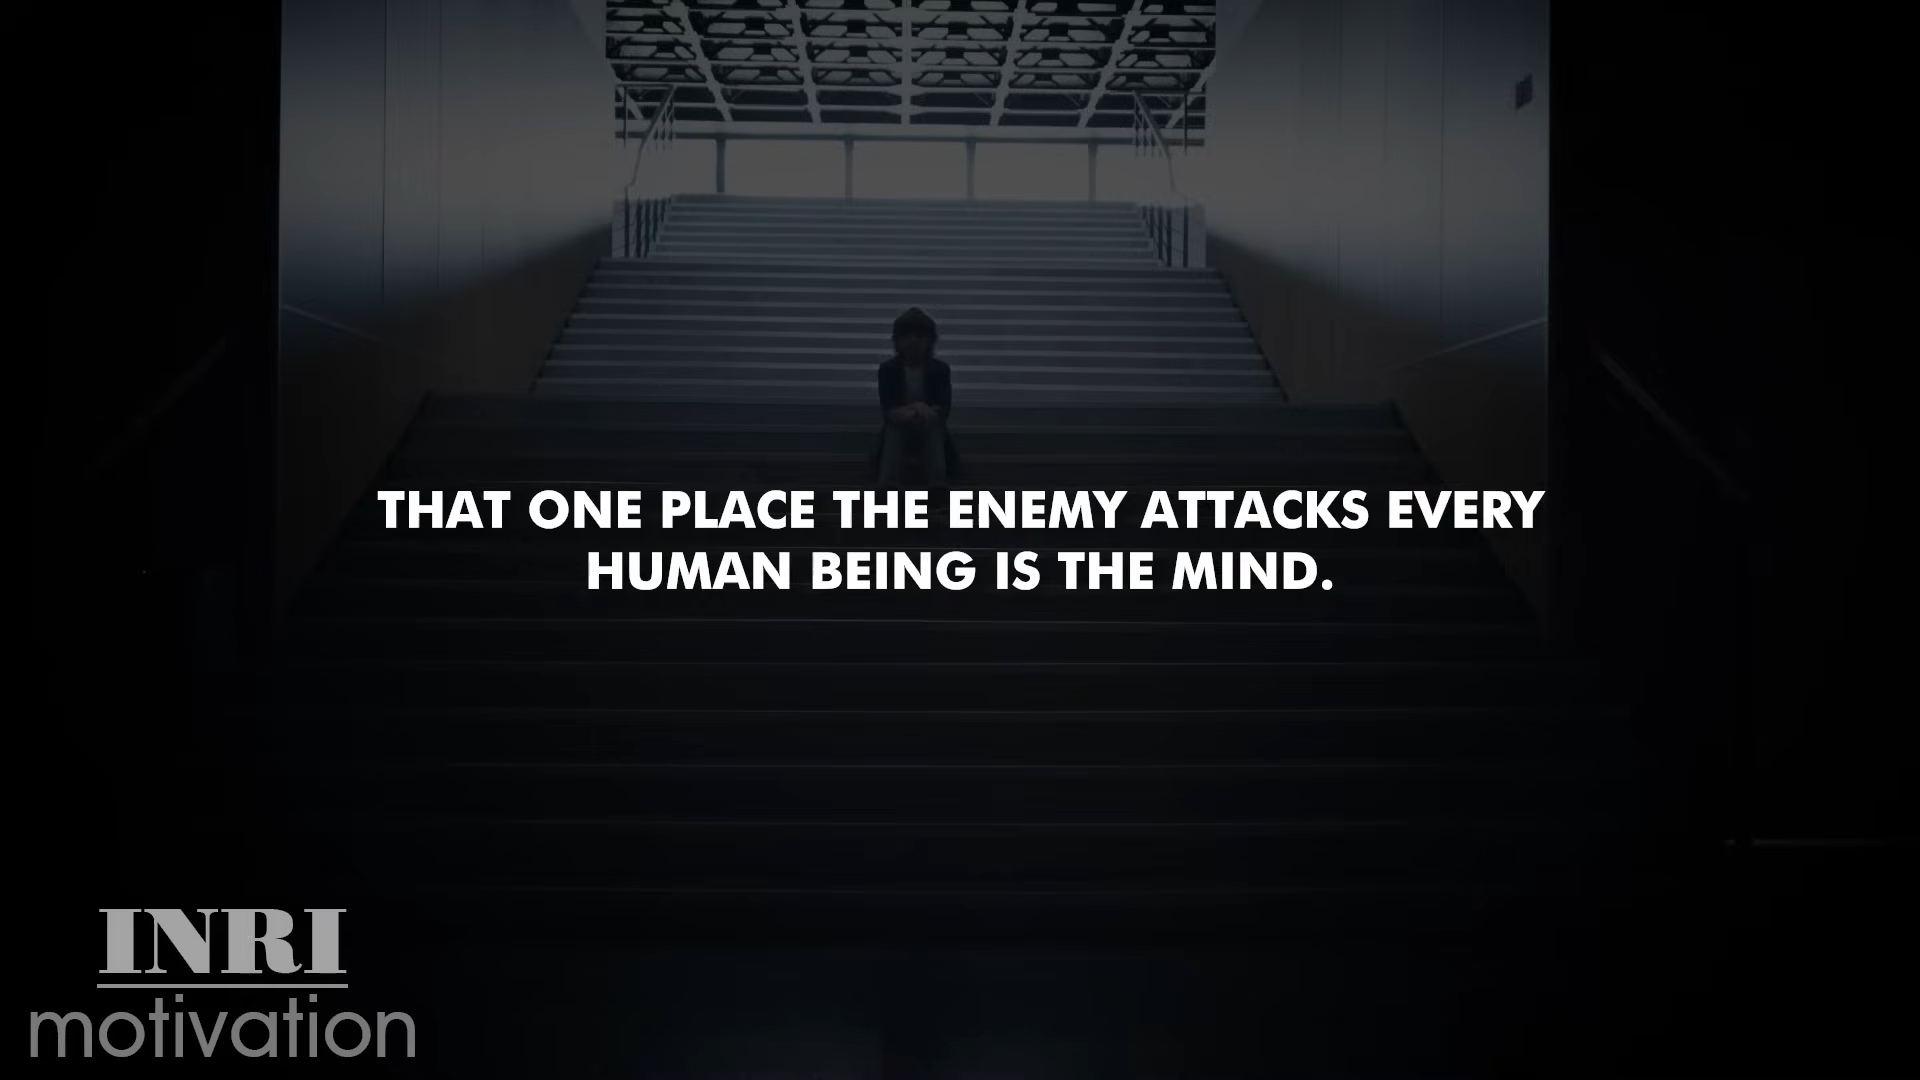 THAT ONE PLACE THE ENEMY ATTACKS EVERY
HUMAN BEING IS THE MIND.
INRI
motivation